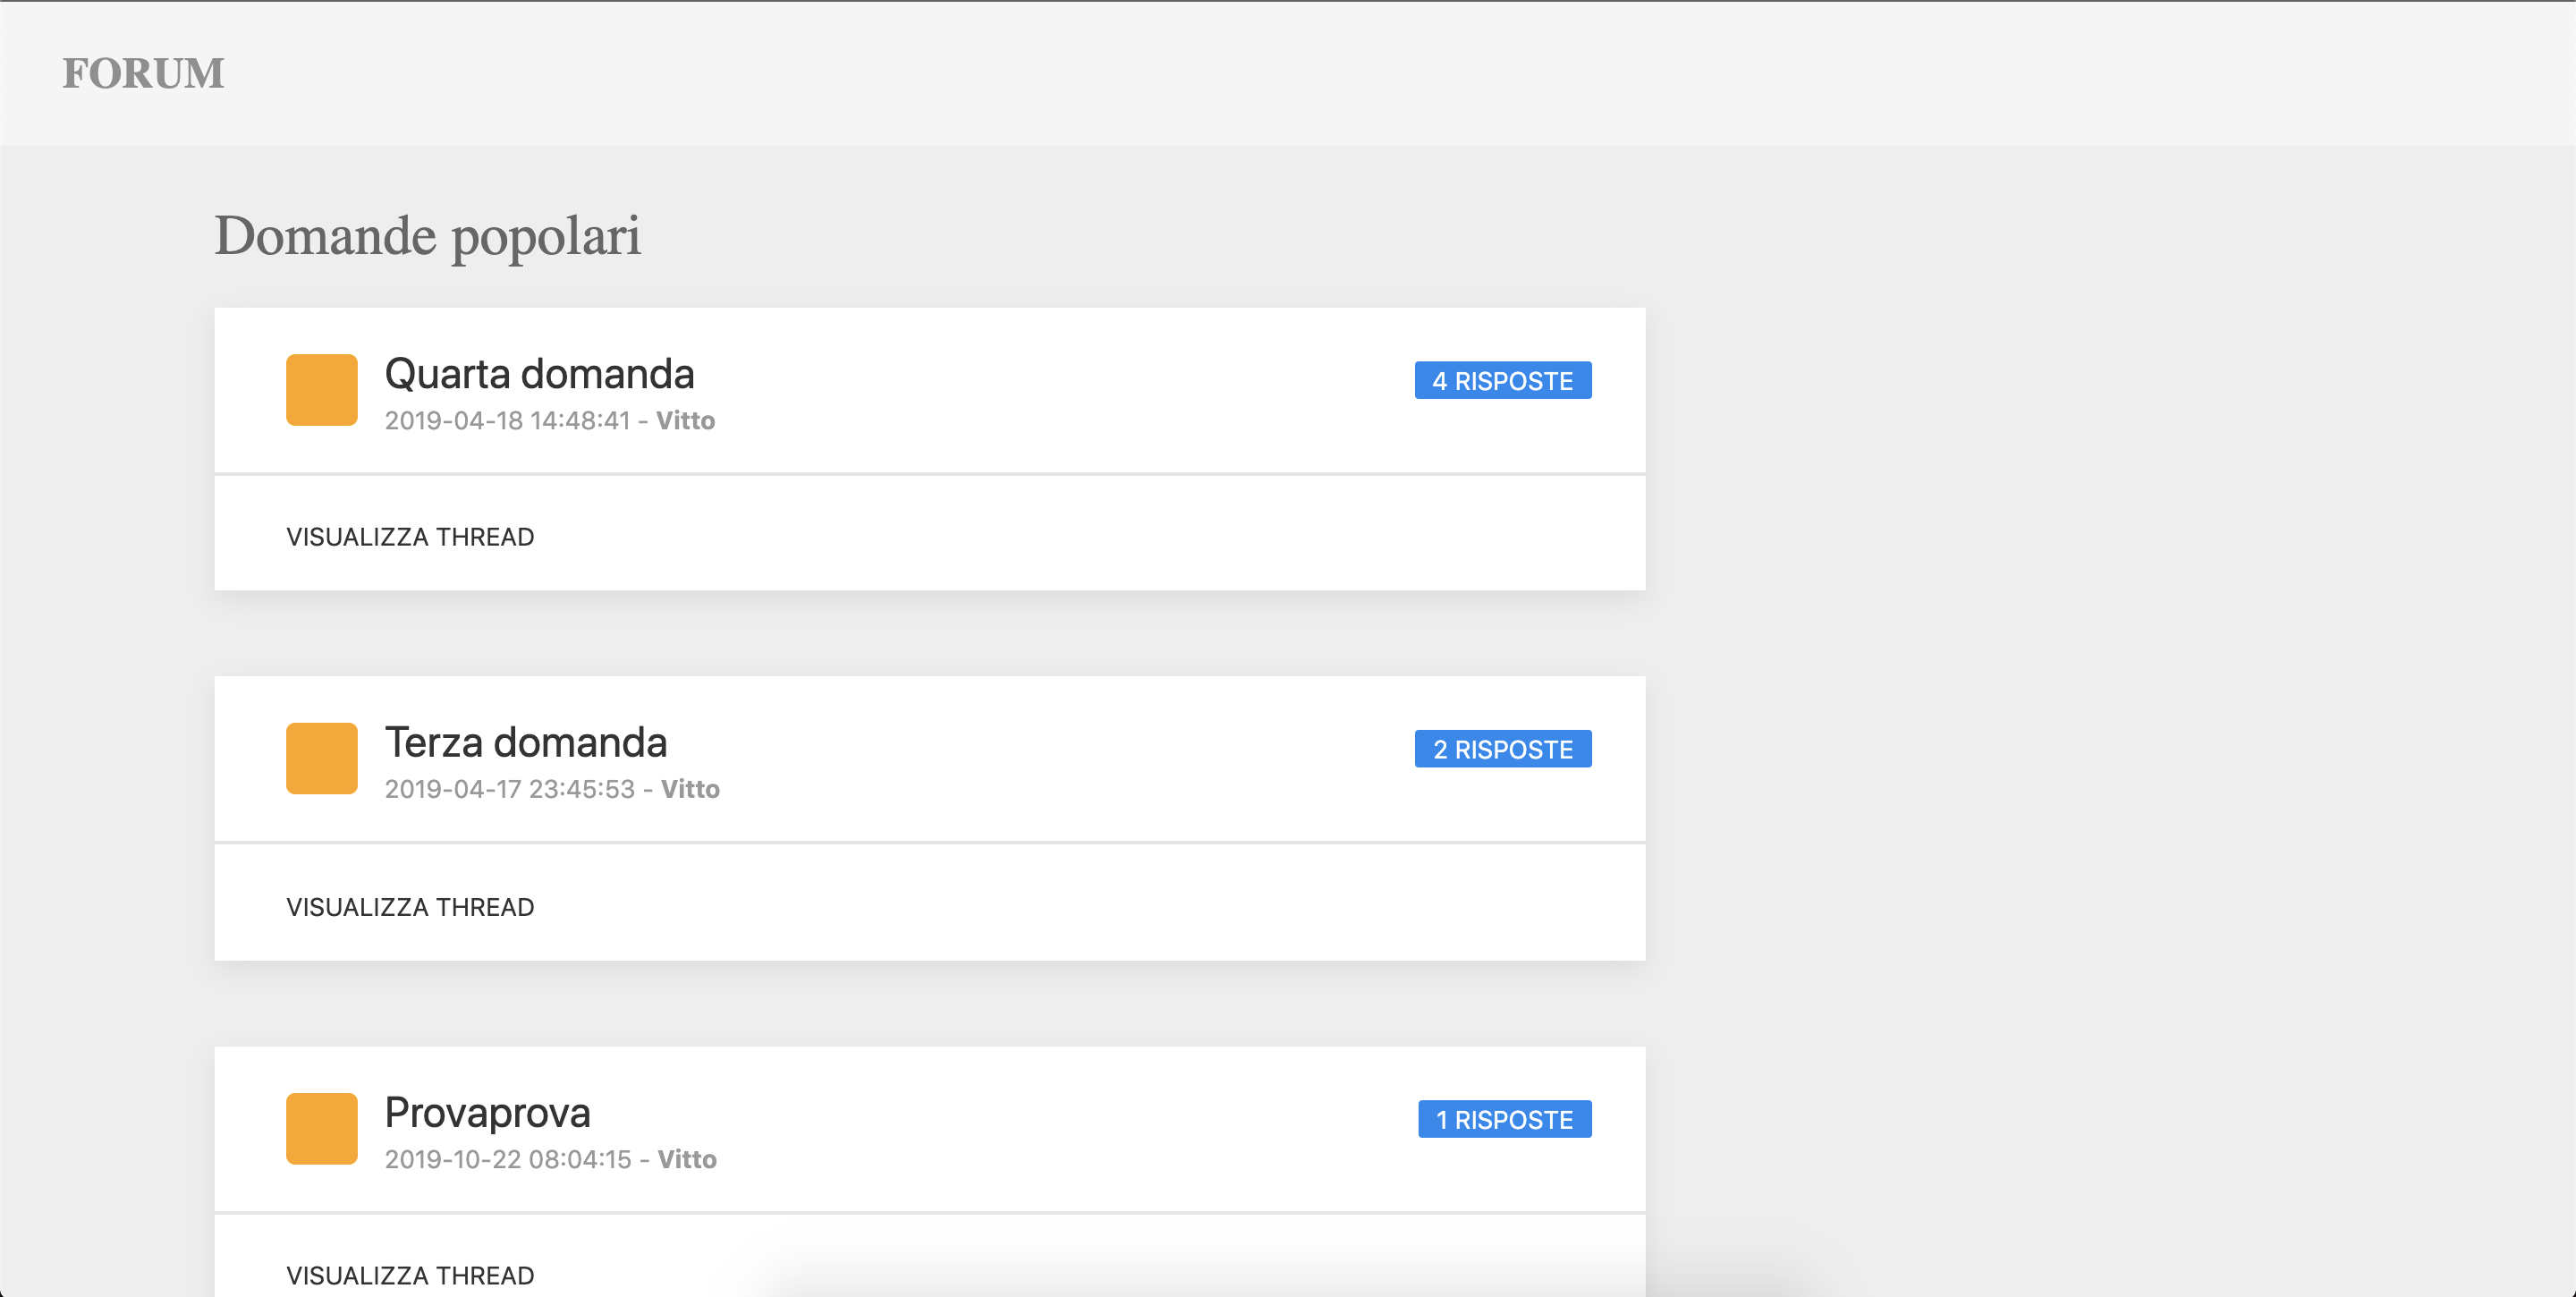 FORUM
Domande popolari
Quarta domanda
4 RISPOSTE
2019-04-18 14:48:41 - Vitto
VISUALIZZA THREAD
Terza domanda
2 RISPOSTE
2019-04-17 23:45:53 - Vitto
VISUALIZZA THREAD
Provaprova
1 RISPOSTE
2019-10-22 08:04:15 - Vitto
VISUALIZZA THREAD